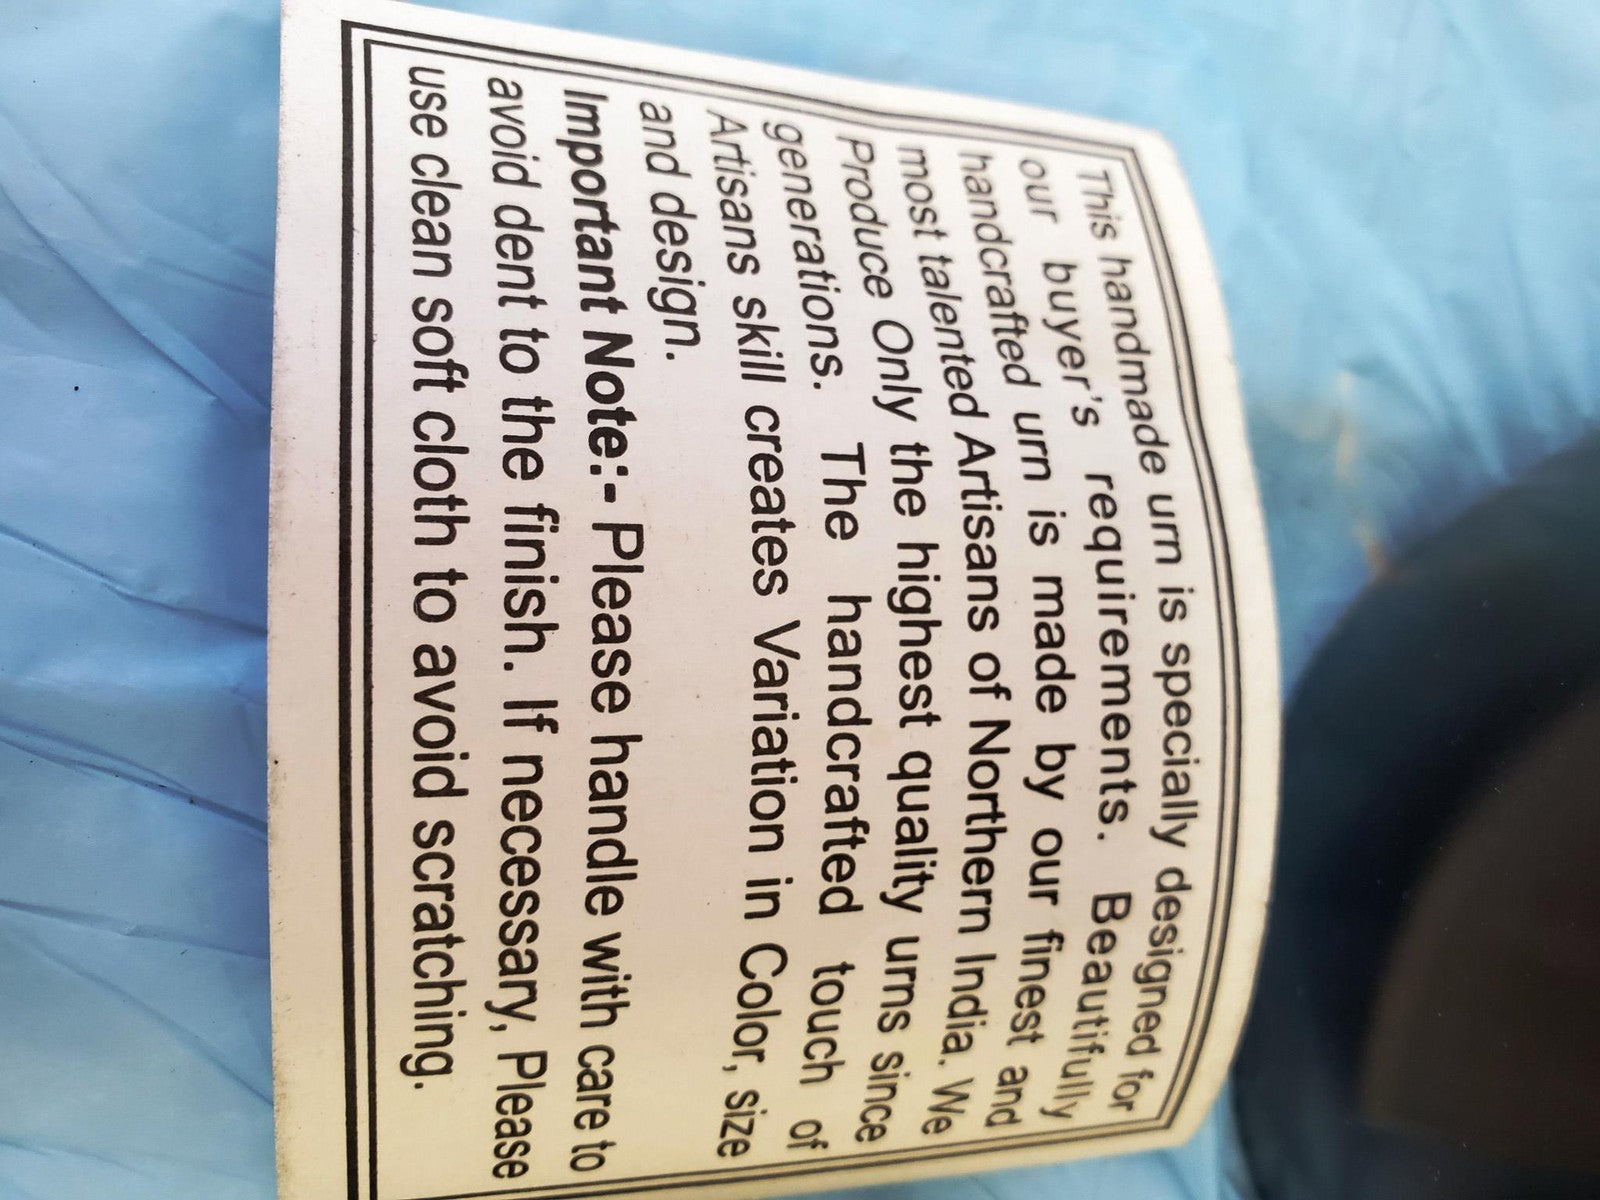 This handmade urn is specially designed for
our buyer's requirements. Beautifully
handcrafted urn is made by our finest and
most talented Artisans of Northern India. We
Produce Only the highest quality urns since
generations. The handcrafted touch of
Artisans skill creates Variation in Color, size
and design.
Important Note:- Please handle with care to
avoid dent to the finish. If necessary, Please
use clean soft cloth to avoid scratching.